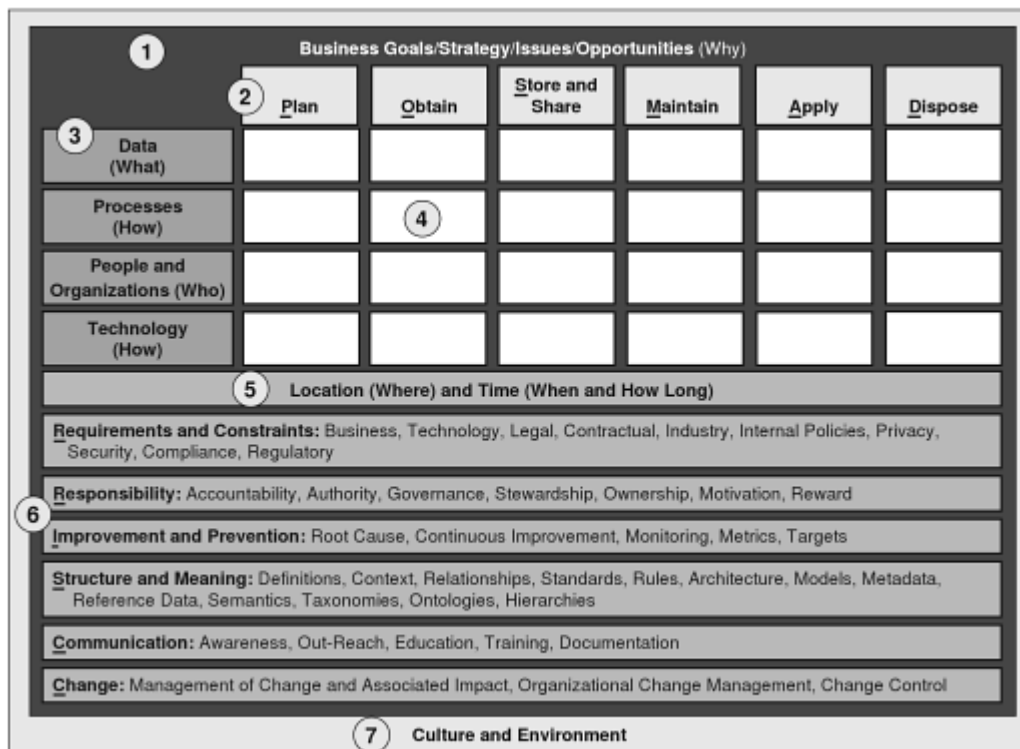 1
Business Goals/Strategy/Issues/Opportunities (Why)
2
Plan
Obtain
Store and
Share
Maintain
Apply
Dispose
3
Data
(What)
Processes
(How)
4
People and
Organizations (Who)
Technology
(How)
5
Location (Where) and Time (When and How Long)
Requirements and Constraints: Business, Technology, Legal, Contractual, Industry, Internal Policies, Privacy,
Security, Compliance, Regulatory
Responsibility: Accountability, Authority, Governance, Stewardship, Ownership, Motivation, Reward
6
Improvement and Prevention: Root Cause, Continuous Improvement, Monitoring, Metrics, Targets
Structure and Meaning: Definitions, Context, Relationships, Standards, Rules, Architecture, Models, Metadata,
Reference Data, Semantics, Taxonomies, Ontologies, Hierarchies
Communication: Awareness, Out-Reach, Education, Training, Documentation
Change: Management of Change and Associated Impact, Organizational Change Management, Change Control
7
Culture and Environment